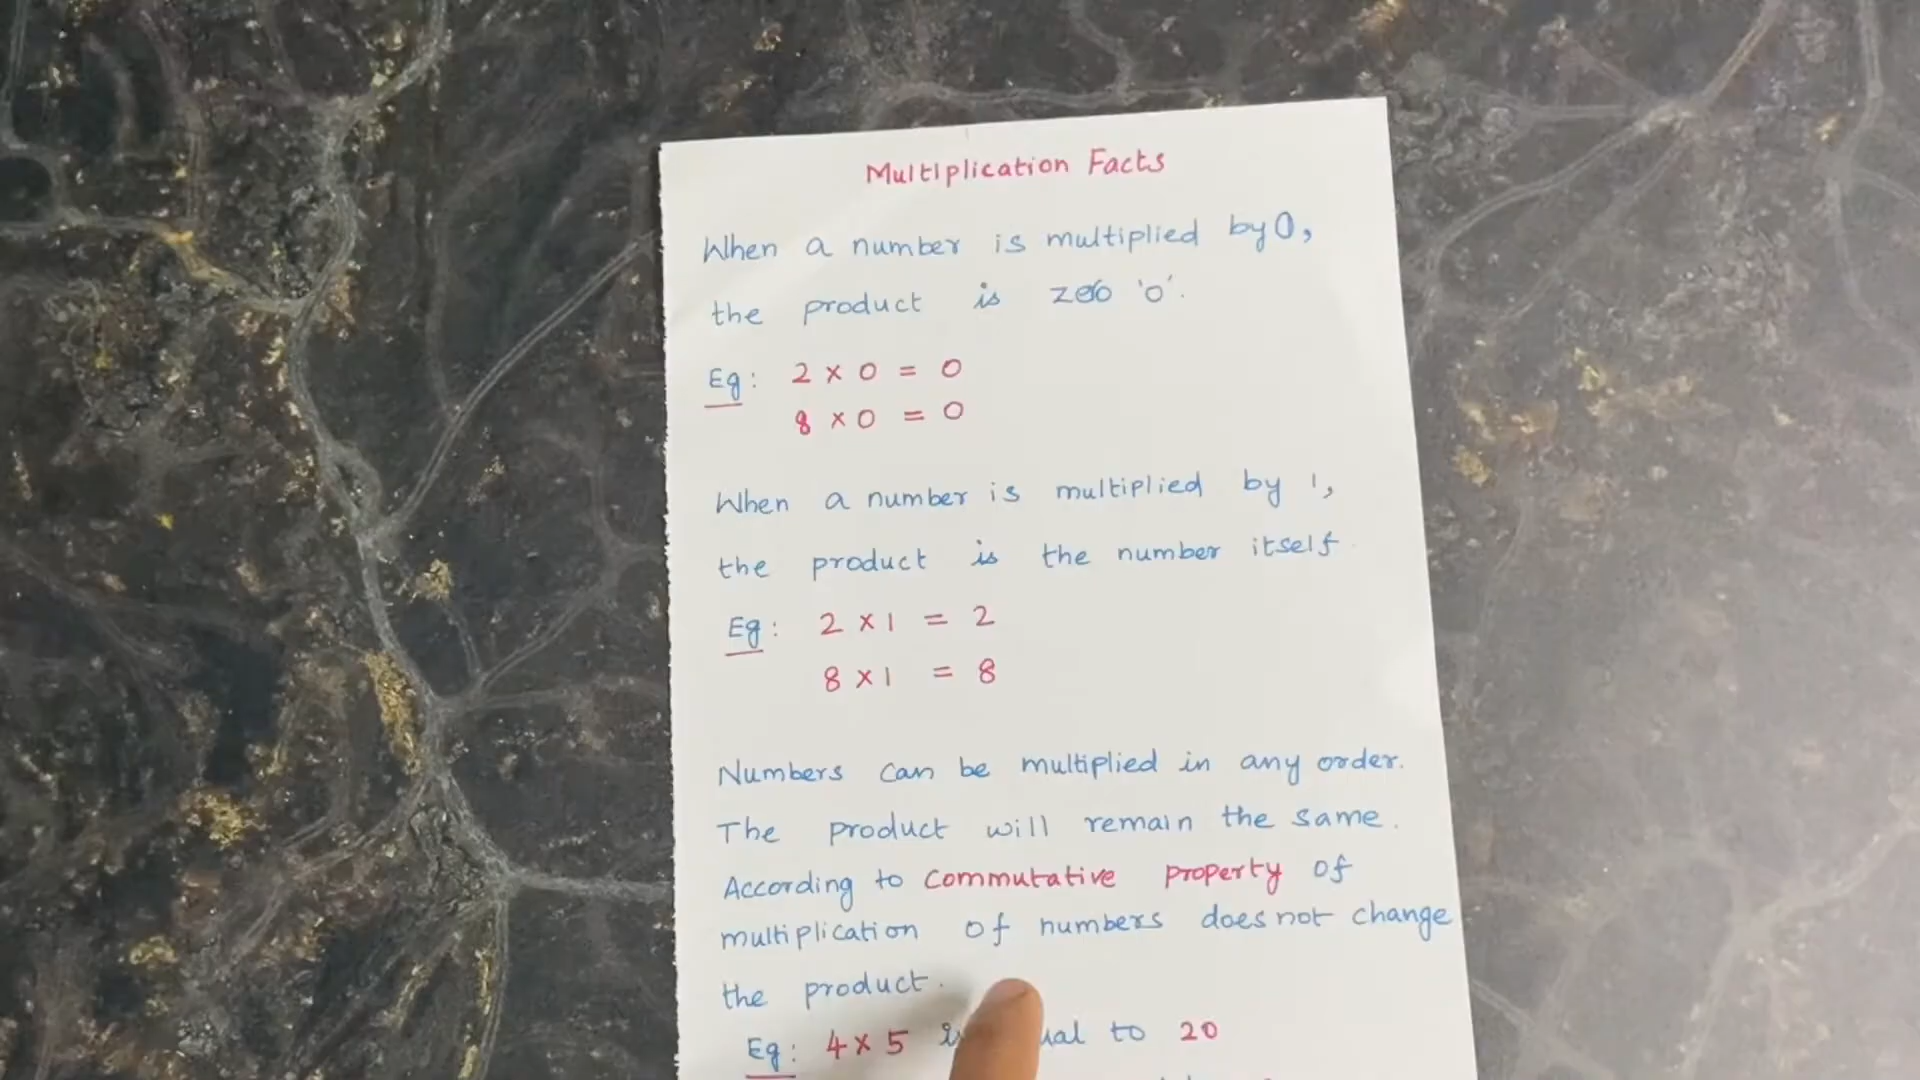 Multiplication Facts
When a number is multiplied by 0,
the product is zero '0'.
Eg: 2 × 0 = 0
8 × 0 = 0
When a number is multiplied by 1,
the product is the number itself
Eg: 2 × 1 = 2
8 × 1 = 8
Numbers can be multiplied in any order.
The product will remain the same.
According to commutative property of
multiplication of numbers does not change
the product.
Eg: 4 × 5 to 20